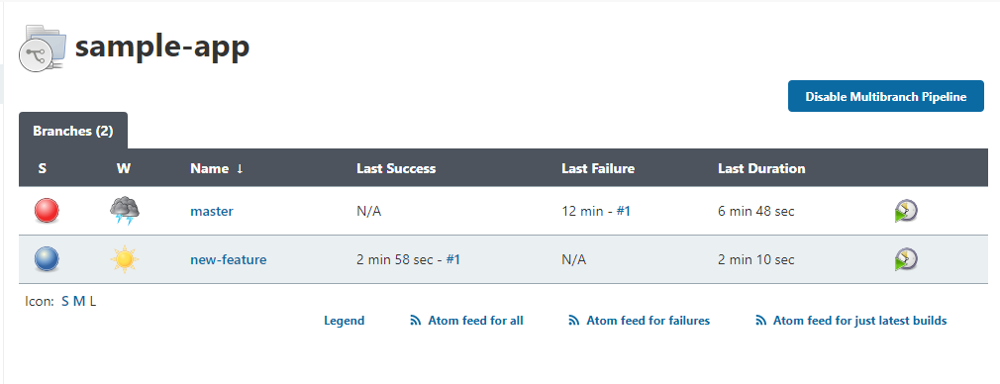 sample-app
Disable Multibranch Pipeline
Branches (2)
S W Name ↓ Last Success Last Failure Last Duration
master N/A 12 min - #1 6 min 48 sec
new-feature 2 min 58 sec - #1 N/A 2 min 10 sec
Icon: S M L
Legend Atom feed for all Atom feed for failures Atom feed for just latest builds